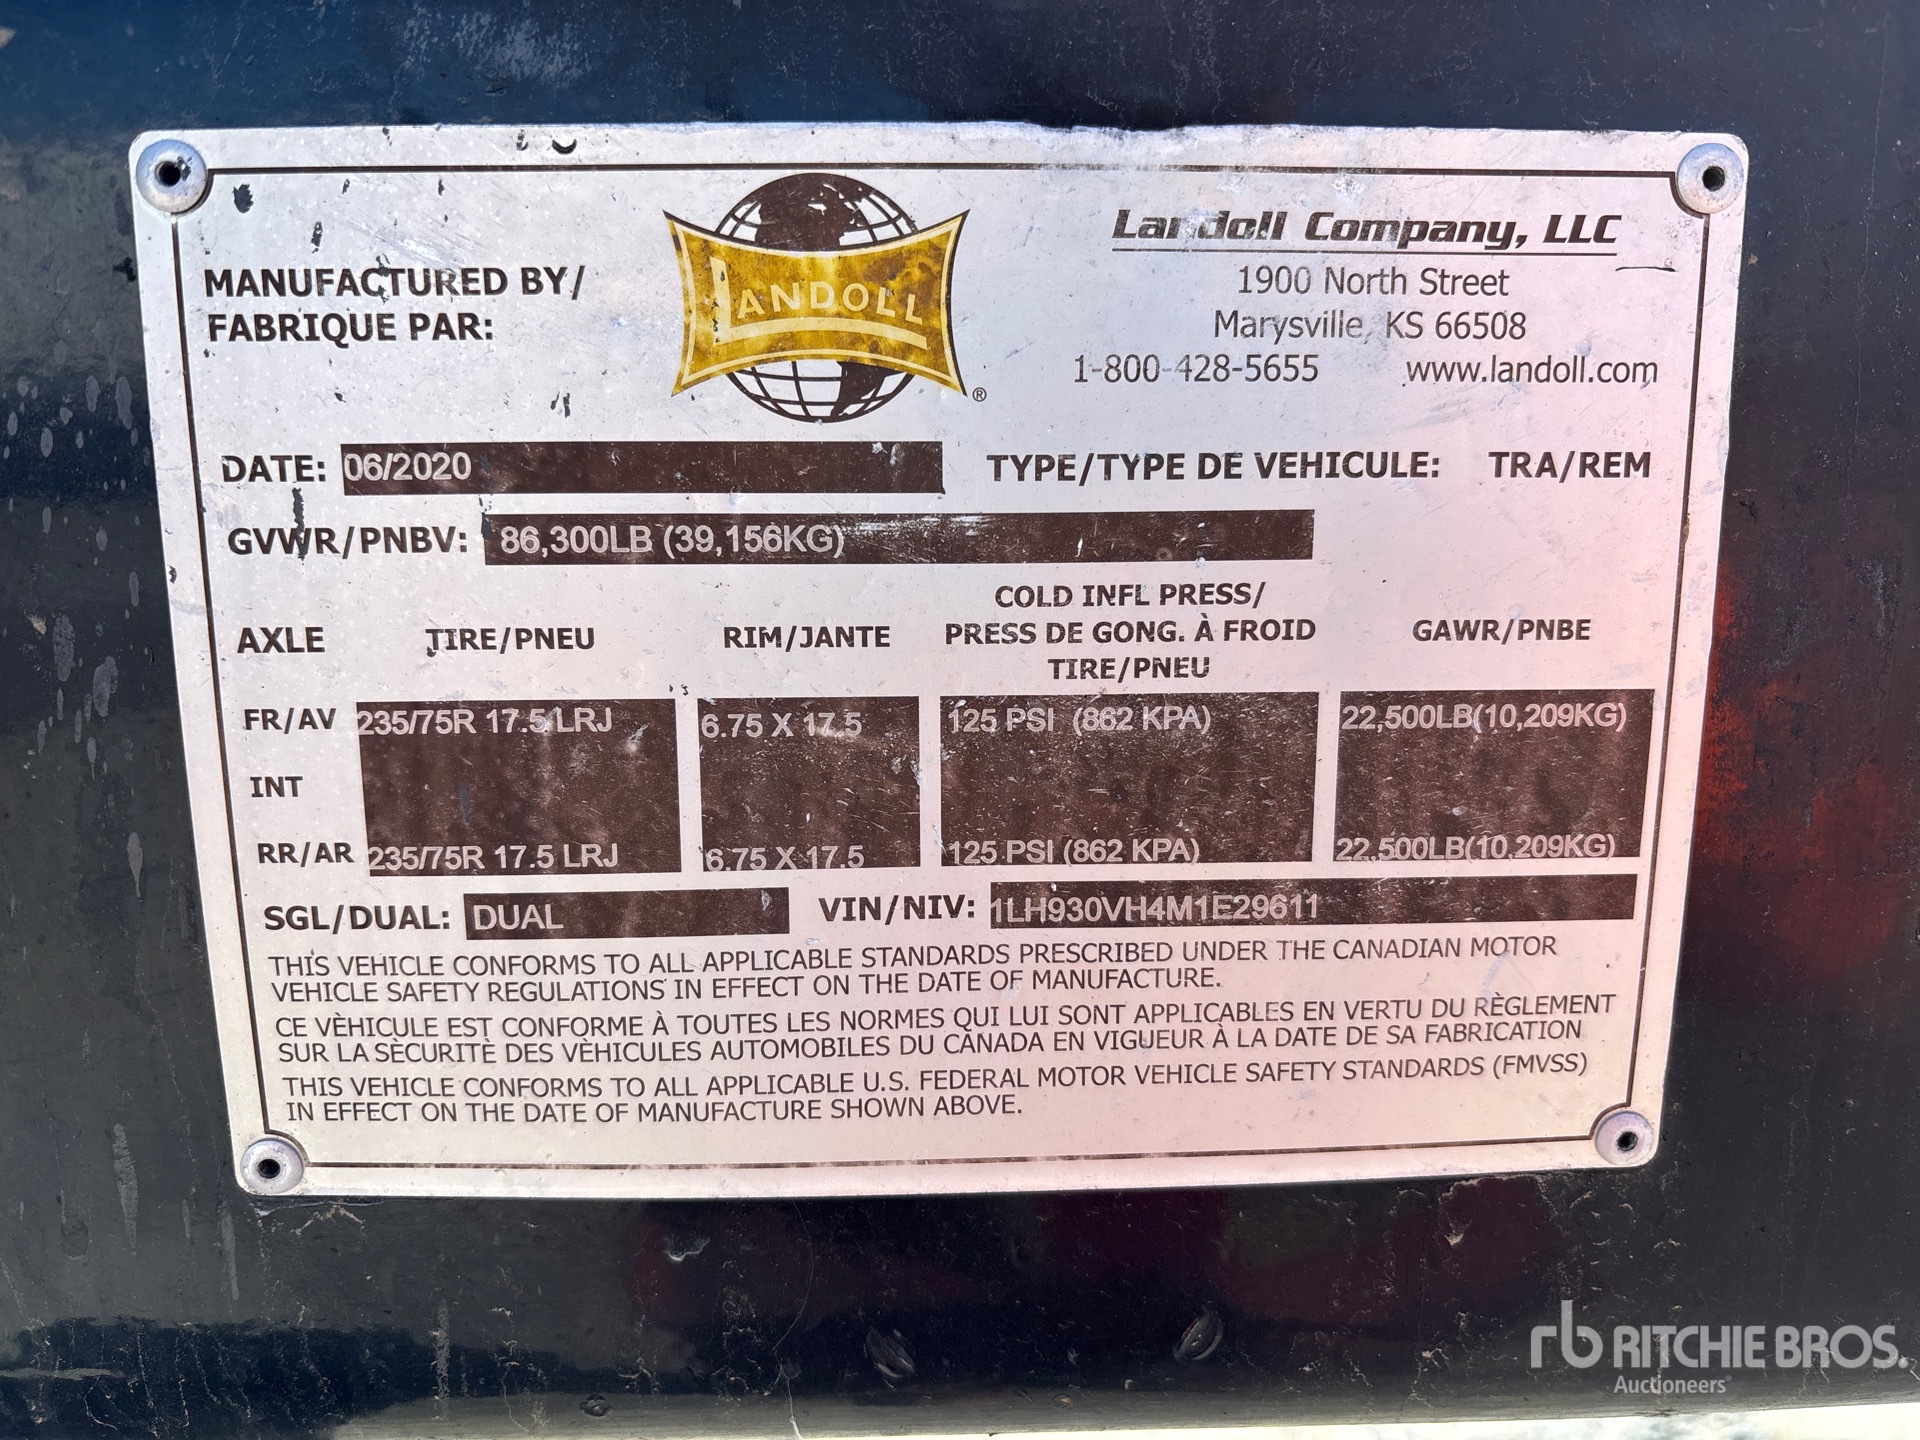 LANDOLL
®
Landoll Company, LLC
1900 North Street
Marysville, KS 66508
1-800-428-5655 www.landoll.com
MANUFACTURED BY/
FABRIQUE PAR:
DATE: 06/2020 TYPE/TYPE DE VEHICULE: TRA/REM
GVWR/PNBV: 86,300LB (39,156KG)
AXLE TIRE/PNEU RIM/JANTE COLD INFL PRESS/
PRESS DE GONG. À FROID
TIRE/PNEU GAWR/PNBE
FR/AV 235/75R 17.5 LRJ 6.75 X 17.5 125 PSI (862 KPA) 22,500LB(10,209KG)
INT
RR/AR 235/75R 17.5 LRJ 6.75 X 17.5 125 PSI (862 KPA) 22,500LB(10,209KG)
SGL/DUAL: DUAL VIN/NIV: 1LH930VH4M1E29611
THIS VEHICLE CONFORMS TO ALL APPLICABLE STANDARDS PRESCRIBED UNDER THE CANADIAN MOTOR
VEHICLE SAFETY REGULATIONS IN EFFECT ON THE DATE OF MANUFACTURE.
CE VÈHICULE EST CONFORME À TOUTES LES NORMES QUI LUI SONT APPLICABLES EN VERTU DU RÈGLEMENT
SUR LA SÈCURITÈ DES VÈHICULES AUTOMOBILES DU CANADA EN VIGUEUR À LA DATE DE SA FABRICATION
THIS VEHICLE CONFORMS TO ALL APPLICABLE U.S. FEDERAL MOTOR VEHICLE SAFETY STANDARDS (FMVSS)
IN EFFECT ON THE DATE OF MANUFACTURE SHOWN ABOVE.
rb RITCHIE BROS.
Auctioneers